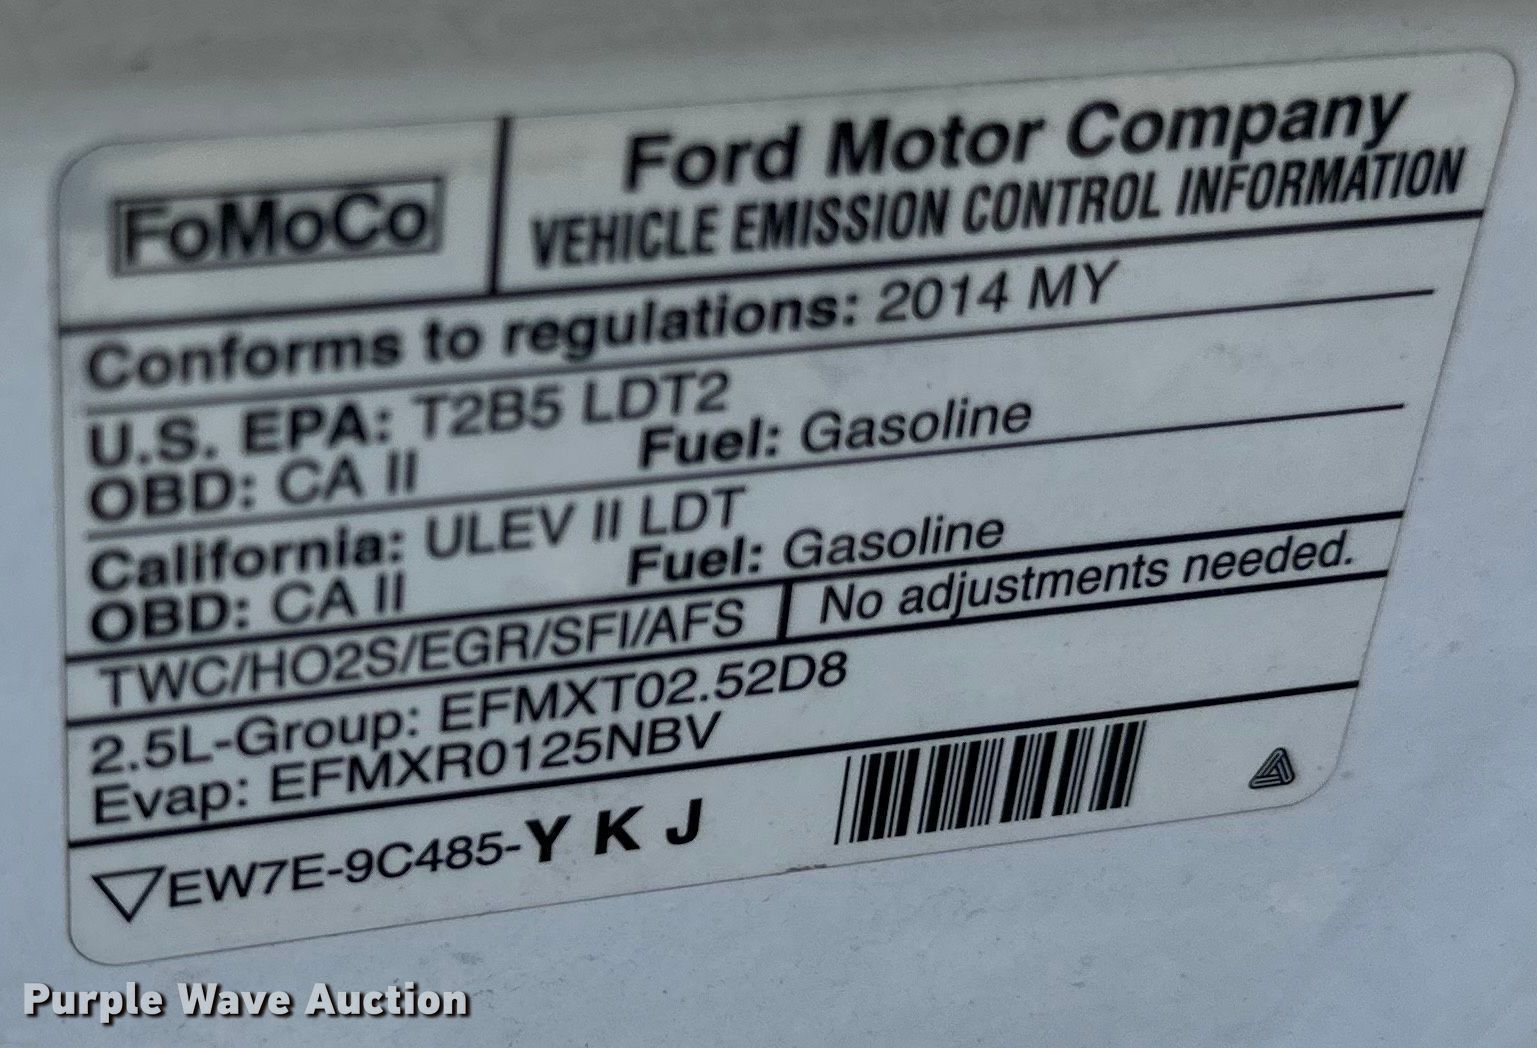 FoMoCo
Ford Motor Company
VEHICLE EMISSION CONTROL INFORMATION
Conforms to regulations: 2014 MY
U.S. EPA: T2B5 LDT2
OBD: CA II Fuel: Gasoline
California: ULEV II LDT
OBD: CA II Fuel: Gasoline
TWC/HO2S/EGR/SFI/AFS No adjustments needed.
2.5L-Group: EFMXT02.52D8
Evap: EFMXR0125NBV
EW7E-9C485-Y K J
Purple Wave Auction